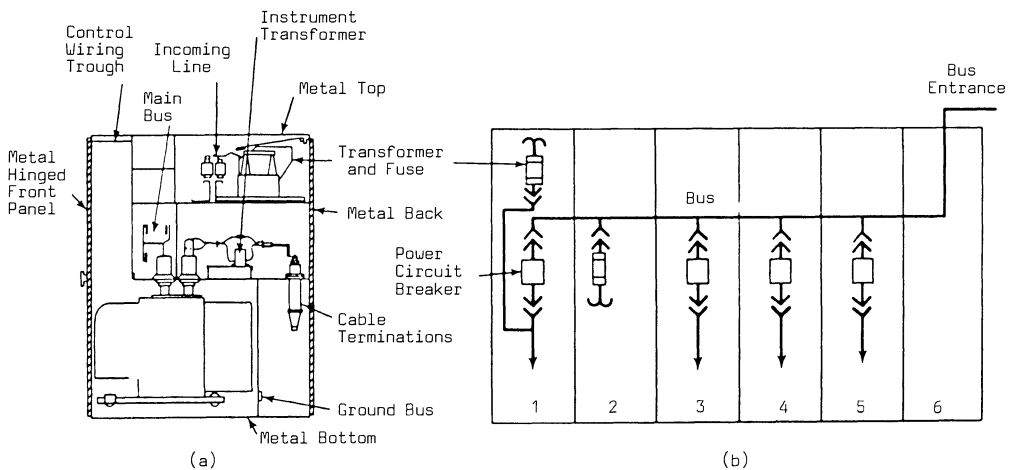 Control
Wiring
Trough
Incoming
Line
Instrument
Transformer
Metal Top
Main
Bus
Metal
Hinged
Front
Panel
Transformer
and Fuse
Metal Back
Power
Circuit
Breaker
Cable
Terminations
Ground Bus
Metal Bottom
(a)
Bus
Entrance
Bus
1 2 3 4 5 6
(b)